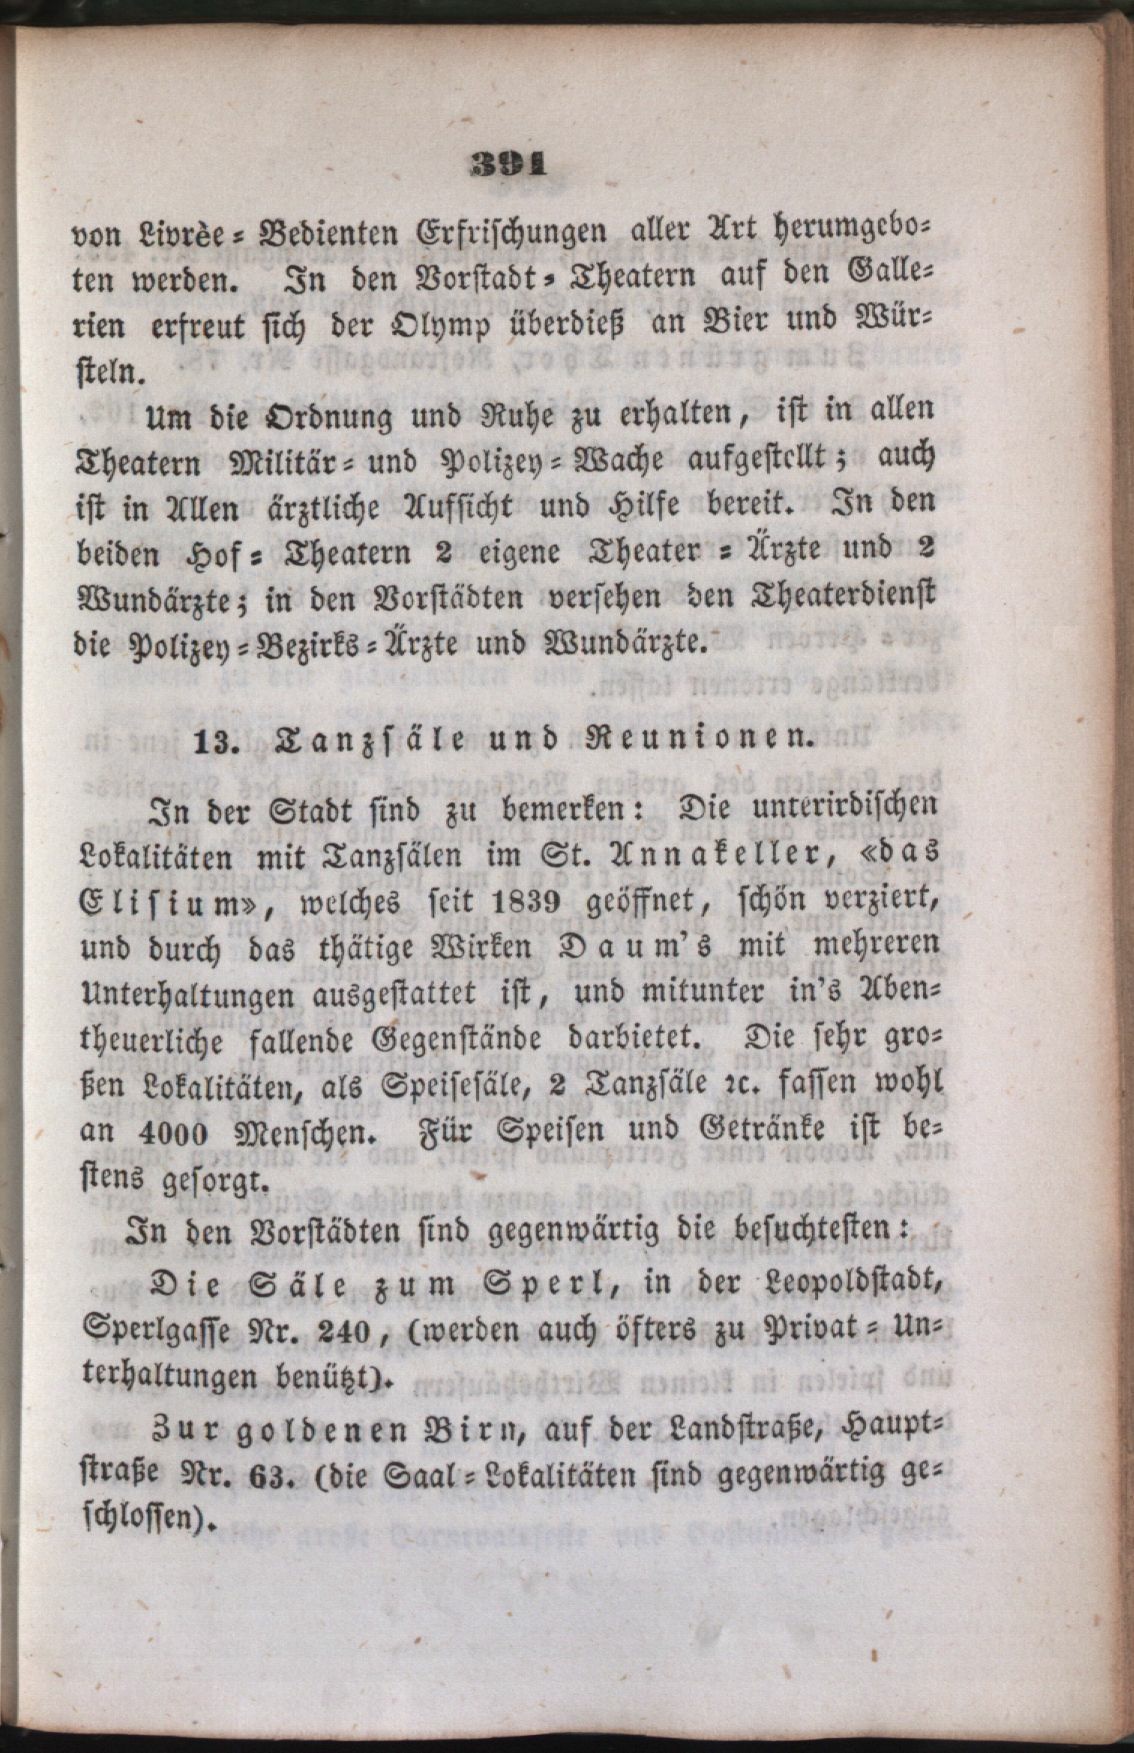 391
von Livrèe-Bedienten Erfrischungen aller Art herumgebo-
ten werden. In den Vorstadt-Theatern auf den Galle-
rien erfreut sich der Olymp überdieß an Bier und Wür-
steln.
Um die Ordnung und Ruhe zu erhalten, ist in allen
Theatern Militär- und Polizey-Wache aufgestellt; auch
ist in Allen ärztliche Aufsicht und Hilfe bereit. In den
beiden Hof-Theatern 2 eigene Theater-Ärzte und 2
Wundärzte; in den Vorstädten versehen den Theaterdienst
die Polizey-Bezirks-Ärzte und Wundärzte.
13. Tanzsäle und Reunionen.
In der Stadt sind zu bemerken: Die unterirdischen
Lokalitäten mit Tanzsälen im St. Annakeller, «das
Elisium», welches seit 1839 geöffnet, schön verziert,
und durch das thätige Wirken Daum's mit mehreren
Unterhaltungen ausgestattet ist, und mitunter in's Aben-
theuerliche fallende Gegenstände darbietet. Die sehr gro-
ßen Lokalitäten, als Speisesäle, 2 Tanzsäle ꝛc. fassen wohl
an 4000 Menschen. Für Speisen und Getränke ist be-
stens gesorgt.
In den Vorstädten sind gegenwärtig die besuchtesten:
Die Säle zum Sperl, in der Leopoldstadt,
Sperlgasse Nr. 240, (werden auch öfters zu Privat-Un-
terhaltungen benützt).
Zur goldenen Birn, auf der Landstraße, Haupt-
straße Nr. 63. (die Saal-Lokalitäten sind gegenwärtig ge-
schlossen).